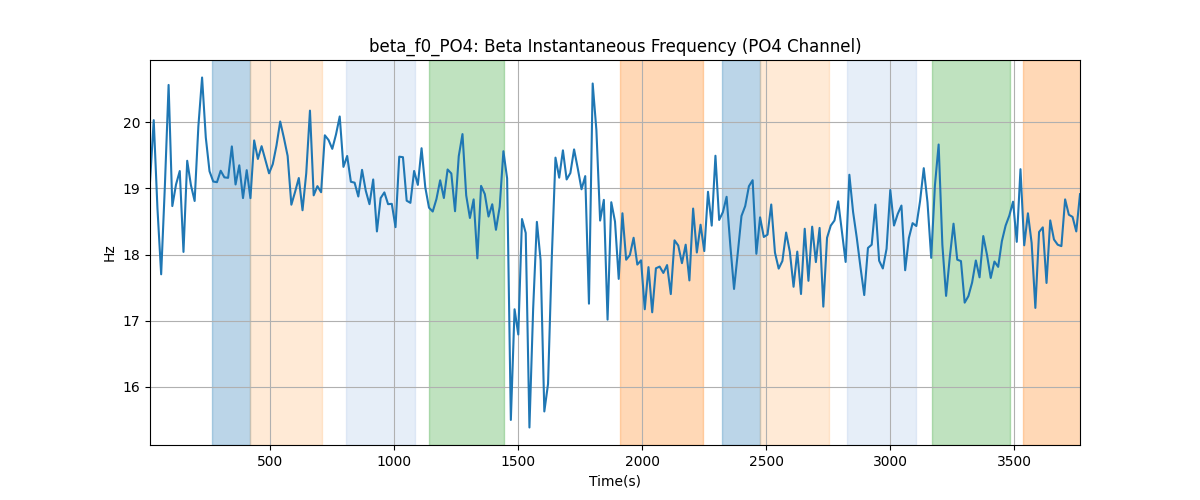 beta_f0_PO4: Beta Instantaneous Frequency (PO4 Channel)
Hz
20
19
18
17
16
500 1000 1500 2000 2500 3000 3500
Time(s)